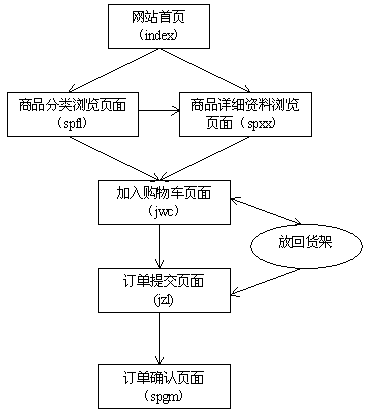 网站首页
(index)
商品分类浏览页面
(spfl)
商品详细资料浏览
页面（spxx)
加入购物车页面
(jwc)
放回货架
订单提交页面
(jzl)
订单确认页面
(spgm)